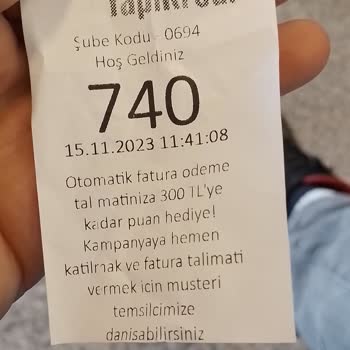 YapıKredi
Şube Kodu - 0694
Hoş Geldiniz
740
15.11.2023 11:41:08
Otomatik fatura odeme
tal matiniza 300 TL'ye
kadar puan hediye!
Kampanyaya hemen
katilmak ve fatura talimati
vermek icin musteri
temsilcimize
danisabilirsiniz